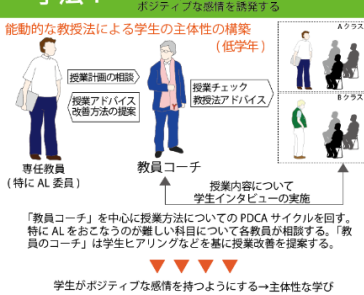 ポジティブな感情を誘発する
能動的な教授法による学生の主体性の構築
(低学年)
Aクラス
授業計画の相談
授業アドバイス
改善方法の提案
授業チェック
教授法アドバイス
Bクラス
専任教員
(特に AL 委員)
教員コーチ
授業内容について
学生インタビューの実施
「教員コーチ」を中心に授業方法についての PDCA サイクルを回す。
特に AL をおこなうのが難しい科目について各教員が相談する。「教
員のコーチ」は学生ヒアリングなどを基に授業改善を提案する。
学生がポジティブな感情を持つようにする→主体的な学び